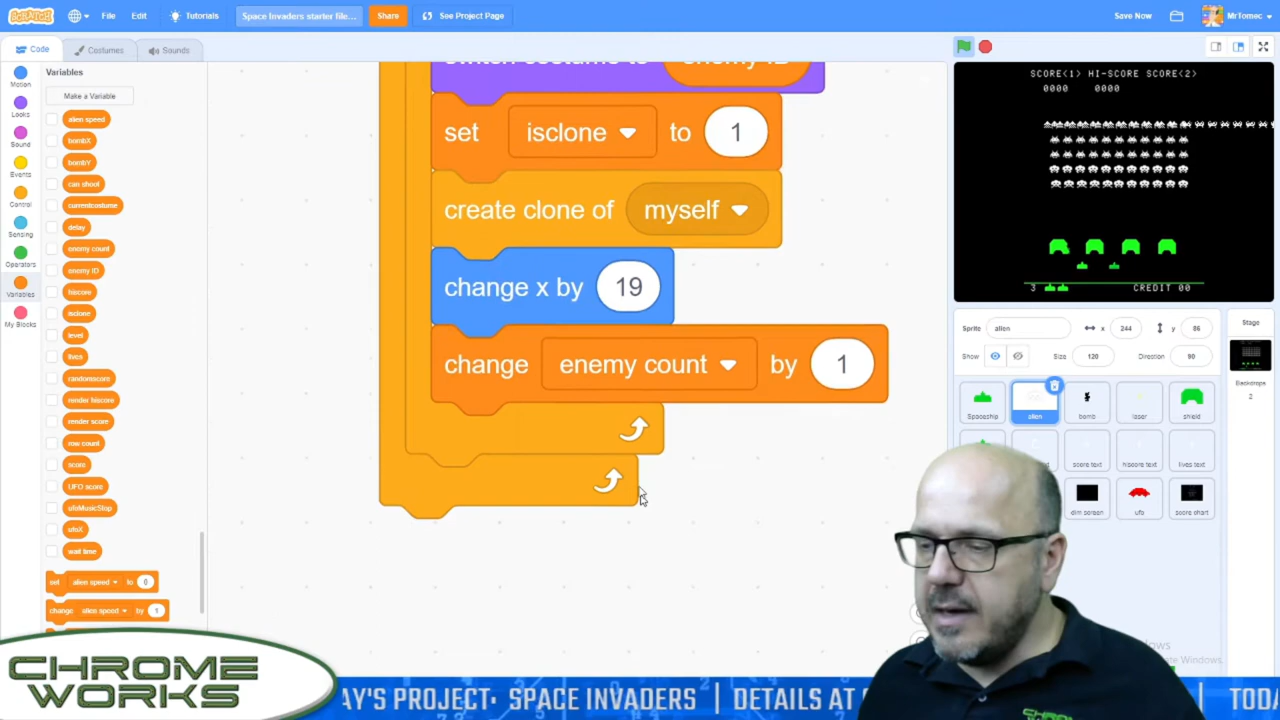 SCRATCH
File
Edit
Tutorials
Space Invaders starter file...
Share
See Project Page
Save Now
MrTomec
Code
Costumes
Sounds
Motion
Looks
Sound
Events
Control
Sensing
Operators
Variables
My Blocks
Variables
Make a Variable
alien speed
bombX
bombY
can shoot
currentcostume
delay
enemy count
enemy ID
hiscore
isclone
level
lives
randomscore
render hiscore
render score
row count
score
UFO score
ufoMusicStop
ufoX
wait time
set alien speed to 0
change alien speed by 1
switch costume to enemy ID
set isclone to 1
create clone of myself
change x by 19
change enemy count by 1
SCORE<1> HI-SCORE SCORE<2>
0000 0000
3 CREDIT 00
Sprite alien x 244 y 86
Show Size 120 Direction 90
Stage
Backdrops
2
Spaceship
alien
bomb
laser
shield
score text
hiscore text
lives text
dim screen
ufo
score chart
CHROME
WORKS
AY'S PROJECT: SPACE INVADERS | DETAILS AT
TODA
CHROME